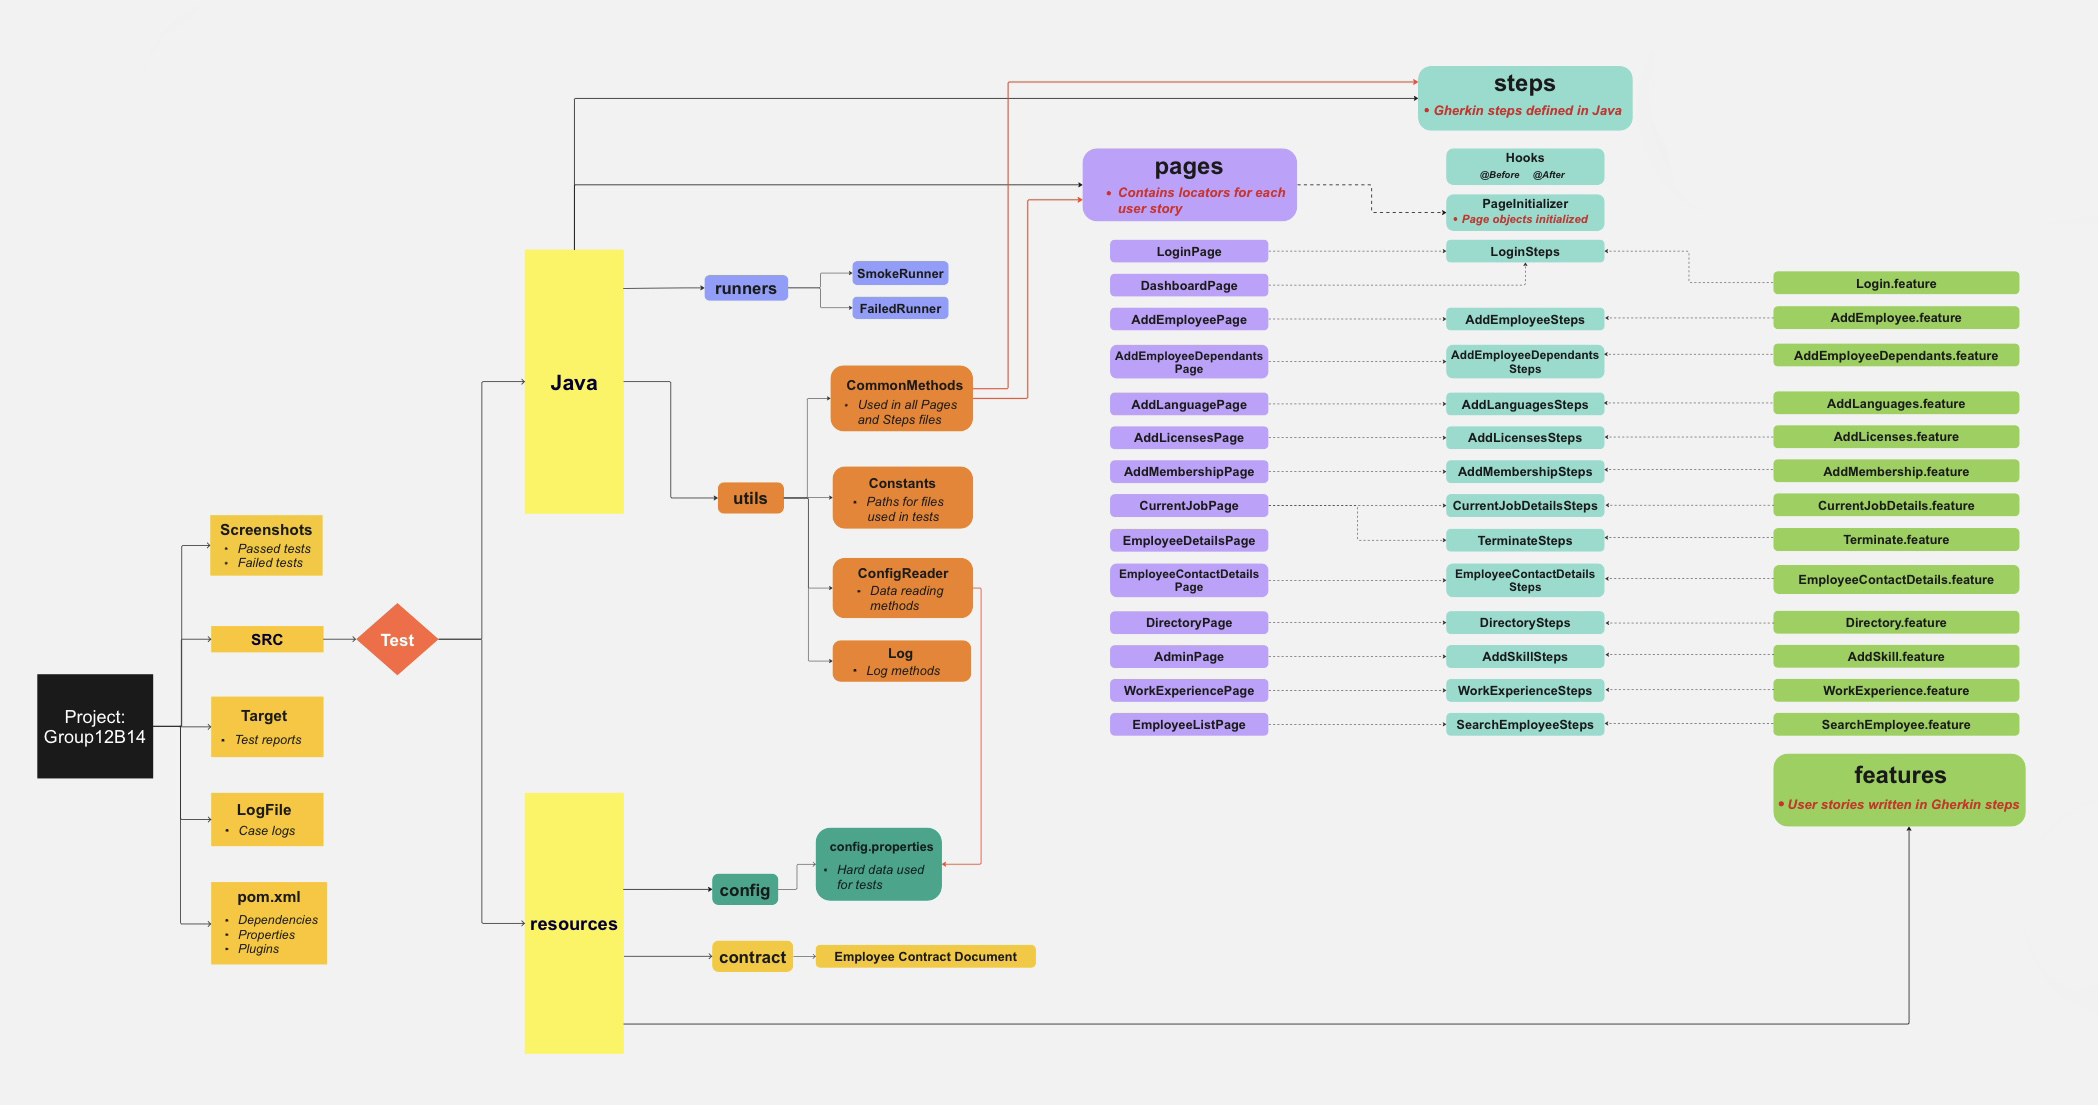 steps
• Gherkin steps defined in Java
pages
• Contains locators for each
user story
Hooks
@Before @After
PageInitializer
• Page objects initialized
LoginPage
LoginSteps
DashboardPage
Login.feature
AddEmployeePage
AddEmployeeSteps
AddEmployee.feature
AddEmployeeDependants
Page
AddEmployeeDependants
Steps
AddEmployeeDependants.feature
AddLanguagePage
AddLanguagesSteps
AddLanguages.feature
AddLicensesPage
AddLicensesSteps
AddLicenses.feature
AddMembershipPage
AddMembershipSteps
AddMembership.feature
CurrentJobPage
CurrentJobDetailsSteps
CurrentJobDetails.feature
EmployeeDetailsPage
TerminateSteps
Terminate.feature
EmployeeContactDetails
Page
EmployeeContactDetails
Steps
EmployeeContactDetails.feature
DirectoryPage
DirectorySteps
Directory.feature
AdminPage
AddSkillSteps
AddSkill.feature
WorkExperiencePage
WorkExperienceSteps
WorkExperience.feature
EmployeeListPage
SearchEmployeeSteps
SearchEmployee.feature
features
• User stories written in Gherkin steps
Java
runners
SmokeRunner
FailedRunner
utils
CommonMethods
• Used in all Pages
and Steps files
Constants
• Paths for files
used in tests
ConfigReader
• Data reading
methods
Log
• Log methods
Screenshots
• Passed tests
• Failed tests
SRC
Test
Project:
Group12B14
Target
• Test reports
LogFile
• Case logs
pom.xml
• Dependencies
• Properties
• Plugins
resources
config
config.properties
• Hard data used
for tests
contract
Employee Contract Document